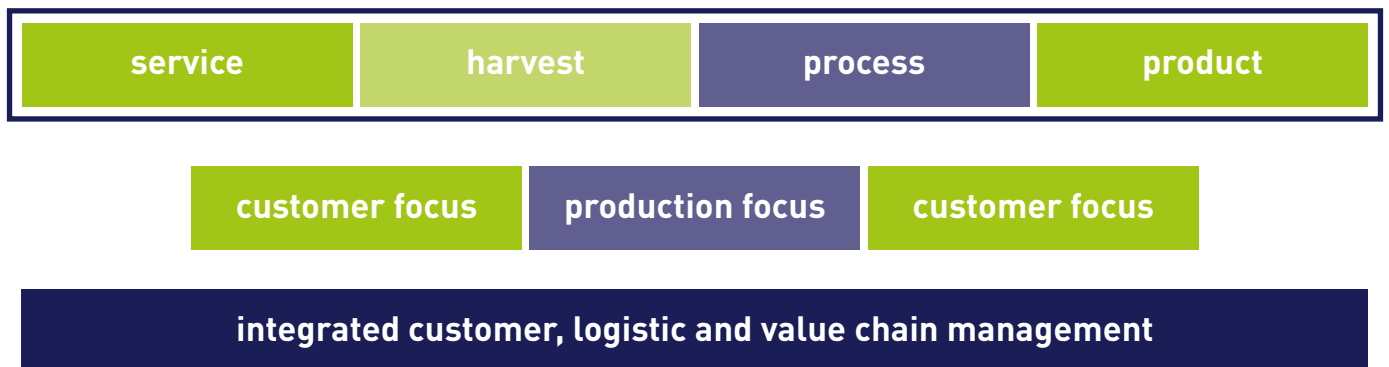 service harvest process product
customer focus production focus customer focus
integrated customer, logistic and value chain management